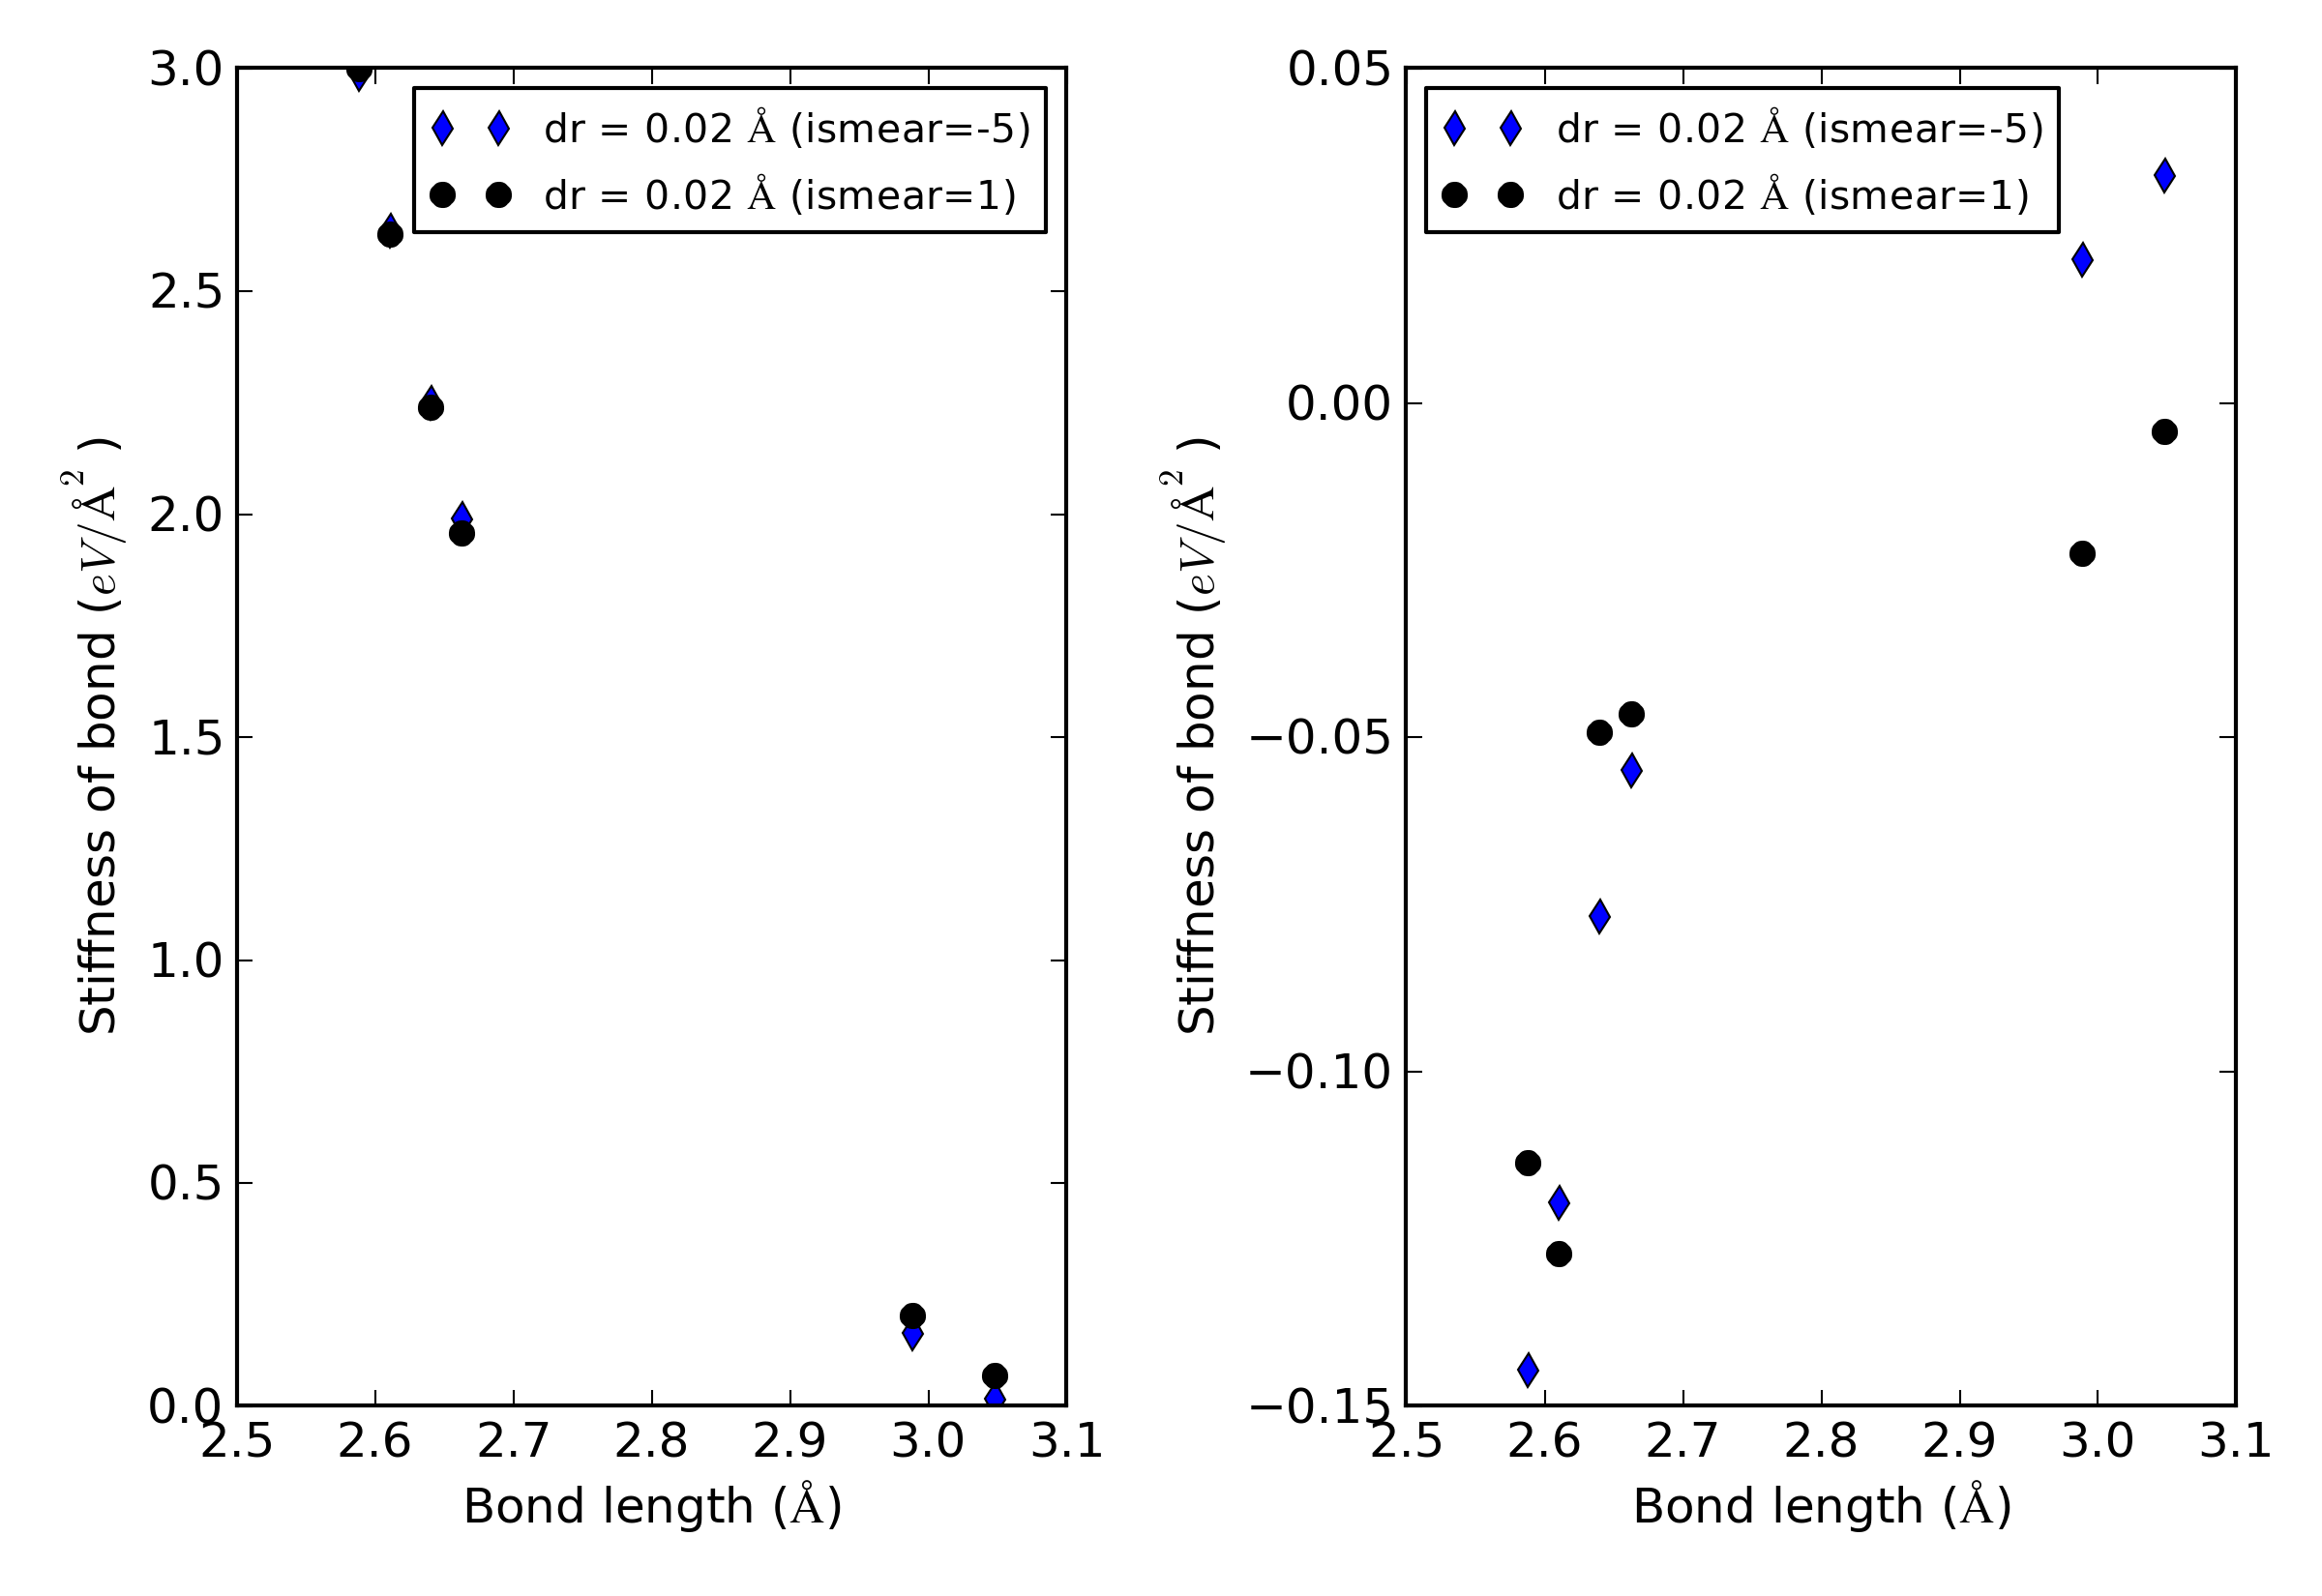 3.0
2.5
2.0
1.5
1.0
0.5
0.0
2.5 2.6 2.7 2.8 2.9 3.0 3.1
Stiffness of bond (eV/Å² )
Bond length (Å)
dr = 0.02 Å (ismear=-5)
dr = 0.02 Å (ismear=1)
0.05
0.00
−0.05
−0.10
−0.15
2.5 2.6 2.7 2.8 2.9 3.0 3.1
Stiffness of bond (eV/Å² )
Bond length (Å)
dr = 0.02 Å (ismear=-5)
dr = 0.02 Å (ismear=1)